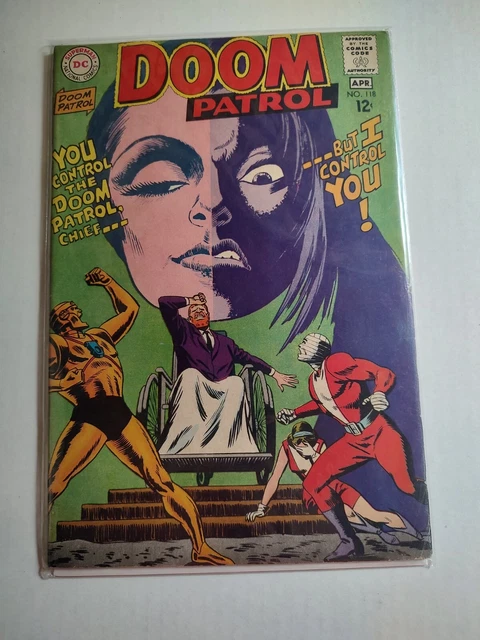 SUPERMAN
DC
NATIONAL COMICS
DOOM
PATROL
DOOM
PATROL
APPROVED
BY THE
COMICS
CODE
CA
AUTHORITY
APR.
NO. 118
12¢
YOU
CONTROL
THE
DOOM
PATROL,
CHIEF---
---BUT I
CONTROL
YOU
!